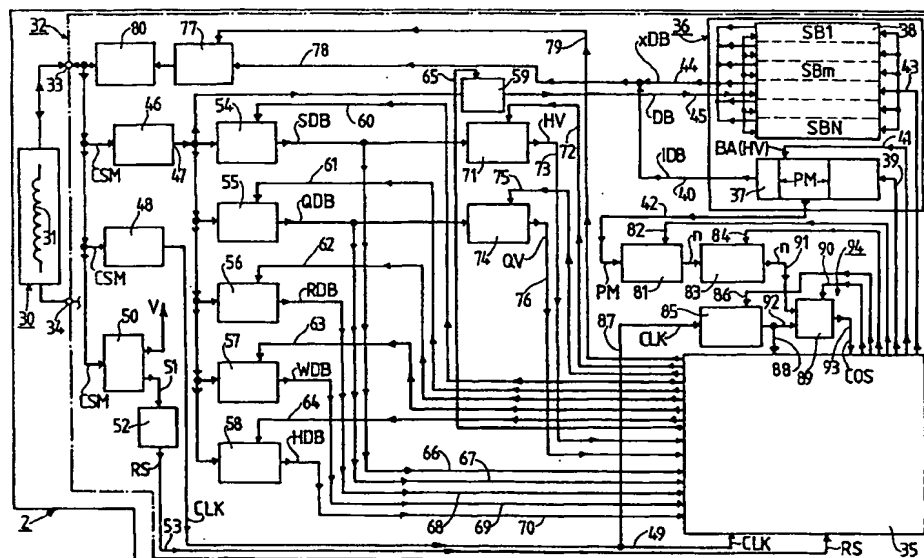 32 80 77 78 79 36 xDB SB1 38
33 65 59 44 SBm 43
46 54 60 DB 45 SBN
CSM 47 SDB HV 72 IDB BA(HV) 41
31 61 71 73 40 37 PM 39
48 55 QDB 75 42 82 84
30 CSM 62 74 QV 91 90 94
34 56 RDB 76 PM 81 n 83 n
50 V 63 86
51 57 WDB 87 CLK 85 92 89
CSM 64 88 93 COS
52 58 HDB
RS 66 67
CLK
2 53 68 69 70 49 CLK RS 35